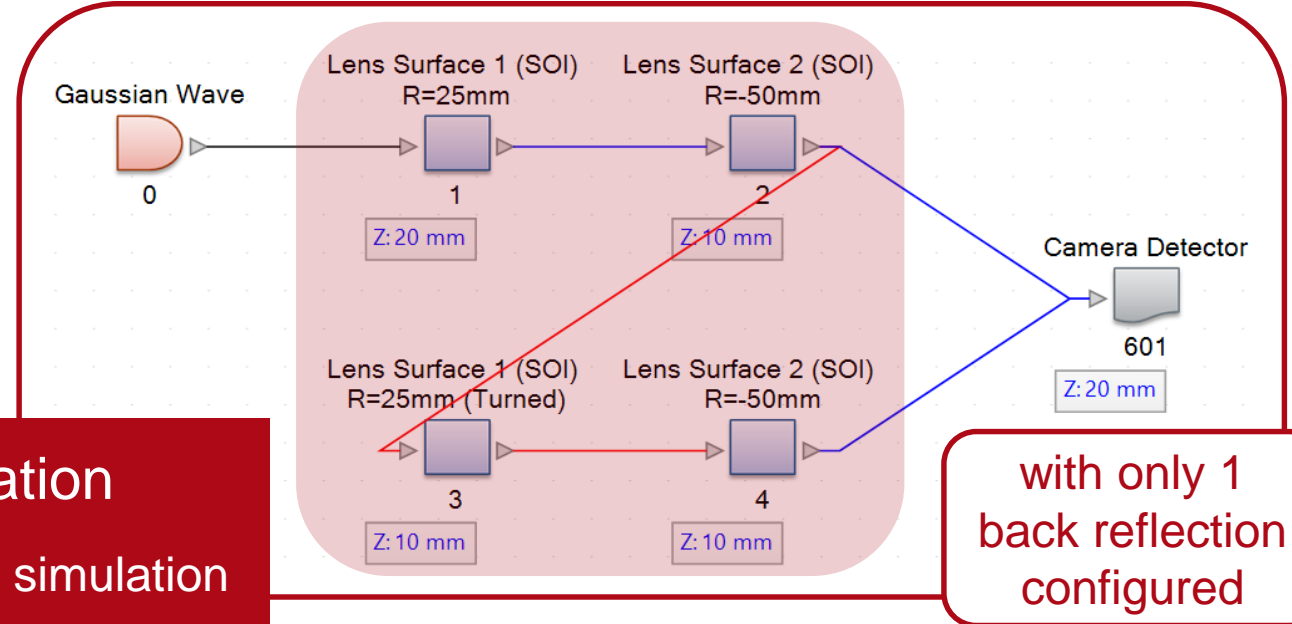 Gaussian Wave
0
Lens Surface 1 (SOI)
R=25mm
1
Z: 20 mm
Lens Surface 2 (SOI)
R=-50mm
2
Z: 10 mm
Camera Detector
601
Z: 20 mm
Lens Surface 1 (SOI)
R=25mm (Turned)
3
Z: 10 mm
Lens Surface 2 (SOI)
R=-50mm
4
Z: 10 mm
simulation
with only 1
back reflection
configured